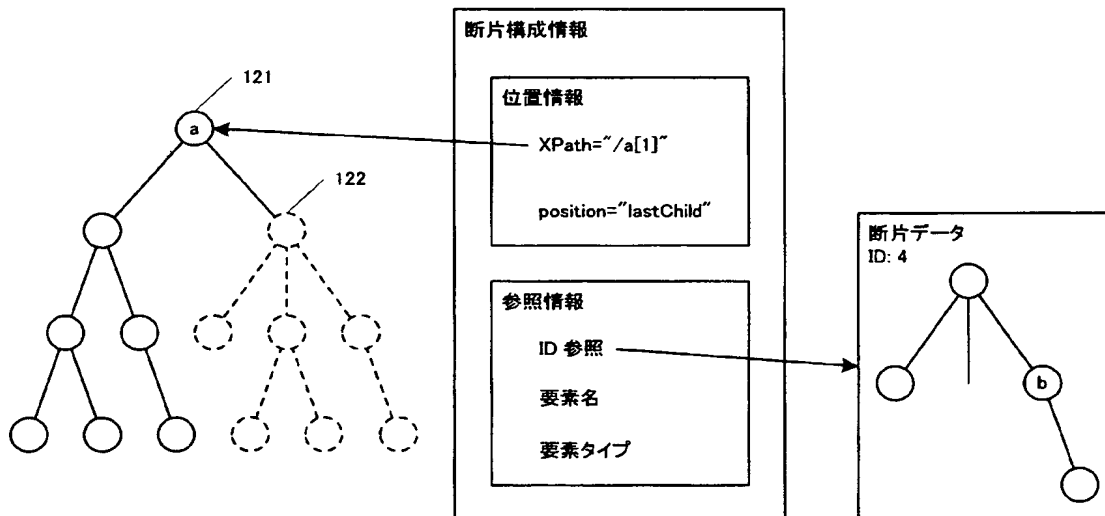 断片構成情報
121
位置情報
a
XPath="/a[1]"
122
position="lastChild"
断片データ
ID: 4
参照情報
ID 参照
b
要素名
要素タイプ